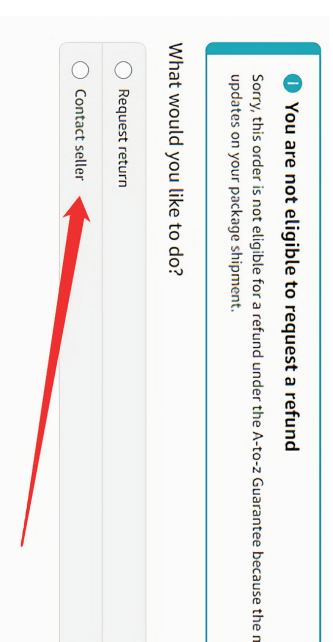 You are not eligible to request a refund
Sorry, this order is not eligible for a refund under the A-to-z Guarantee because the
updates on your package shipment.
What would you like to do?
Request return
Contact seller